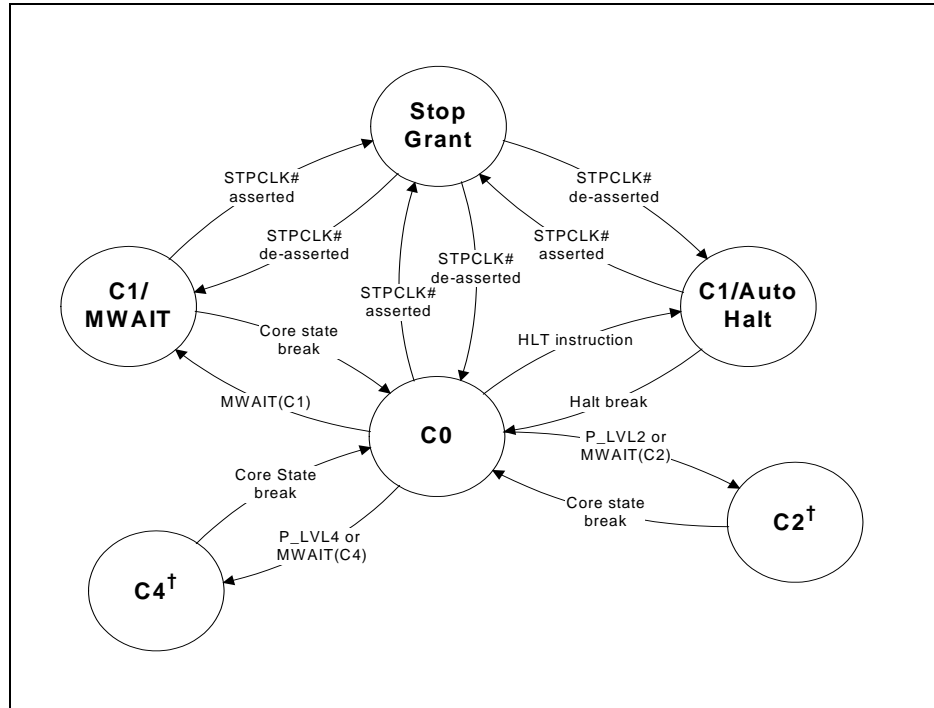 Stop
Grant
STPCLK#
asserted
STPCLK#
de-asserted
STPCLK#
de-asserted
STPCLK#
asserted
STPCLK#
de-asserted
STPCLK#
asserted
C1/
MWAIT
C1/Auto
Halt
Core state
break
HLT instruction
MWAIT(C1)
Halt break
C0
P_LVL2 or
MWAIT(C2)
Core State
break
Core state
break
C2†
P_LVL4 or
MWAIT(C4)
C4†